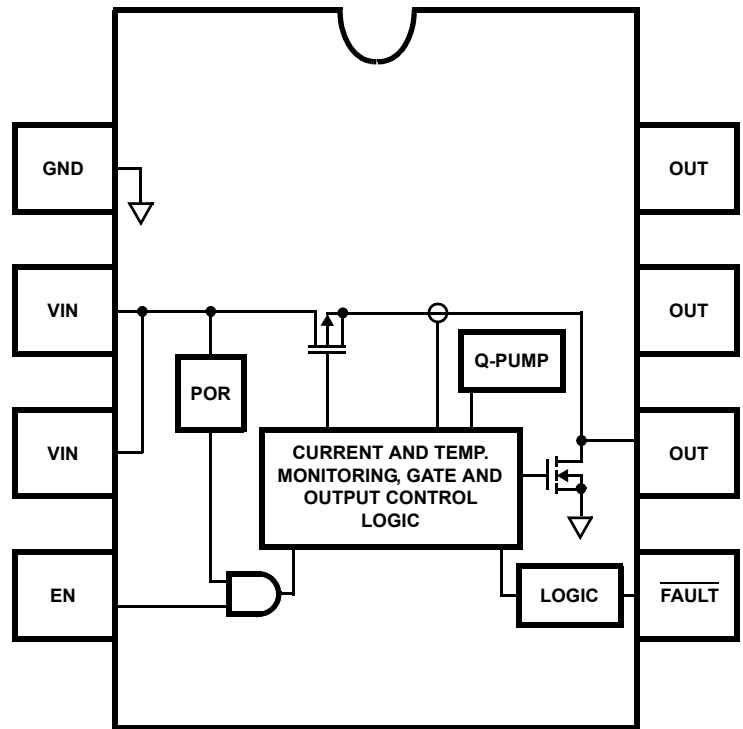 GND
OUT
VIN
OUT
Q-PUMP
POR
VIN
CURRENT AND TEMP.
MONITORING, GATE AND
OUTPUT CONTROL
LOGIC
OUT
EN
LOGIC
FAULT